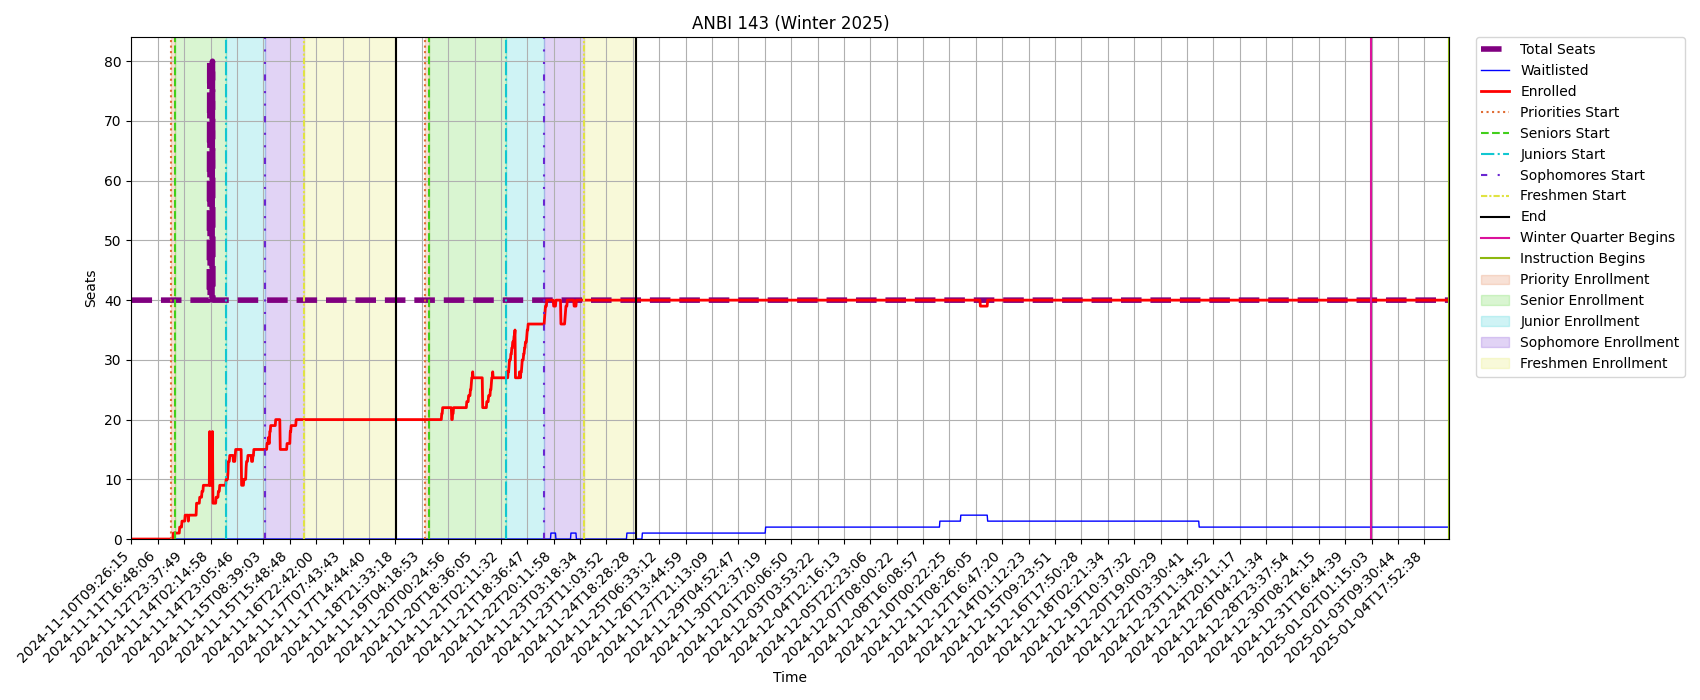 ANBI 143 (Winter 2025)
Seats
80
70
60
50
40
30
20
10
0
2024-11-10T09:26:15
2024-11-11T16:48:06
2024-11-12T23:37:49
2024-11-14T02:14:58
2024-11-14T23:05:46
2024-11-15T08:39:03
2024-11-15T15:48:48
2024-11-16T22:42:00
2024-11-17T07:43:43
2024-11-17T14:44:40
2024-11-18T21:33:18
2024-11-19T04:18:53
2024-11-20T00:24:56
2024-11-20T18:36:05
2024-11-21T02:11:32
2024-11-21T18:36:47
2024-11-22T20:11:58
2024-11-23T03:18:34
2024-11-23T11:03:52
2024-11-24T18:28:28
2024-11-25T06:33:12
2024-11-26T13:44:59
2024-11-27T21:13:09
2024-11-29T04:52:47
2024-11-30T12:37:19
2024-12-01T20:06:50
2024-12-03T03:53:22
2024-12-04T12:16:13
2024-12-05T22:23:06
2024-12-07T08:00:22
2024-12-08T16:08:57
2024-12-10T00:22:25
2024-12-11T08:26:05
2024-12-12T16:47:20
2024-12-14T01:12:23
2024-12-15T09:23:51
2024-12-16T17:50:28
2024-12-18T02:21:34
2024-12-19T10:37:32
2024-12-20T19:00:29
2024-12-22T03:30:41
2024-12-23T11:34:52
2024-12-24T20:11:17
2024-12-26T04:21:34
2024-12-28T23:37:54
2024-12-30T08:24:15
2024-12-31T16:44:39
2025-01-02T01:15:03
2025-01-03T09:30:44
2025-01-04T17:52:38
Time
Total Seats
Waitlisted
Enrolled
Priorities Start
Seniors Start
Juniors Start
Sophomores Start
Freshmen Start
End
Winter Quarter Begins
Instruction Begins
Priority Enrollment
Senior Enrollment
Junior Enrollment
Sophomore Enrollment
Freshmen Enrollment